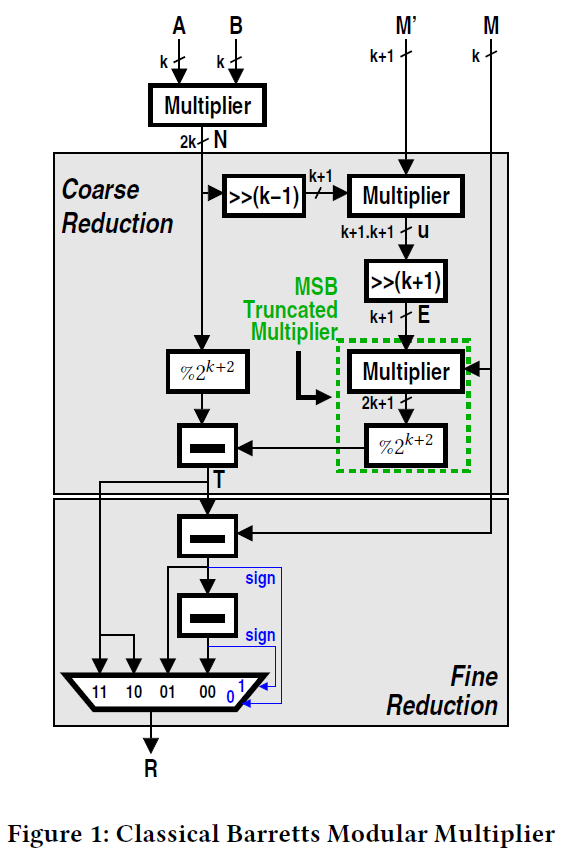 A B M' M
k k k+1 k
Multiplier
2k N
Coarse
Reduction
>>(k−1)
k+1
Multiplier
k+1.k+1 u
>>(k+1)
k+1 E
MSB
Truncated
Multiplier
%2^{k+2}
Multiplier
2k+1
%2^{k+2}
T
sign
sign
11 10 01 00 0 1
Fine
Reduction
R
Figure 1: Classical Barretts Modular Multiplier